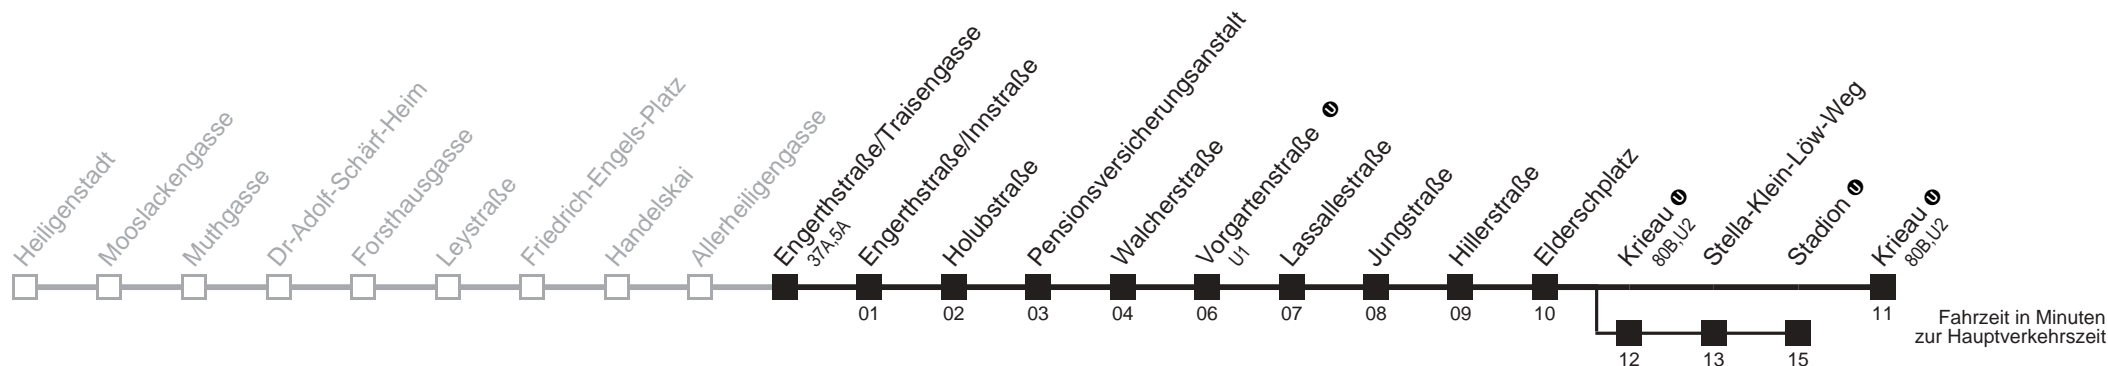 Heiligenstadt
Mooslackengasse
Muthgasse
Dr-Adolf-Schärf-Heim
Forsthausgasse
Leystraße
Friedrich-Engels-Platz
Handelskai
Allerheiligengasse
Engerthstraße/Traisengasse
37A,5A
Engerthstraße/Innstraße
Holubstraße
Pensionsversicherungsanstalt
Walcherstraße
Vorgartenstraße U
U1
Lassallestraße
Jungstraße
Hillerstraße
Elderschplatz
Krieau U
80B,U2
Stella-Klein-Löw-Weg
Stadion U
Krieau U
80B,U2
01 02 03 04 06 07 08 09 10 11
12 13 15
Fahrzeit in Minuten
zur Hauptverkehrszeit